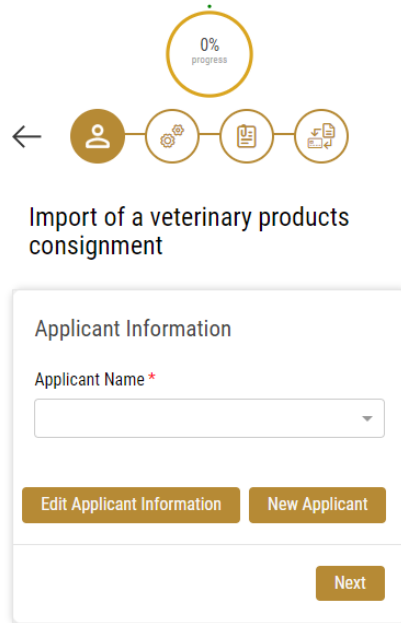 0%
progress
Import of a veterinary products
consignment
Applicant Information
Applicant Name *
Edit Applicant Information
New Applicant
Next